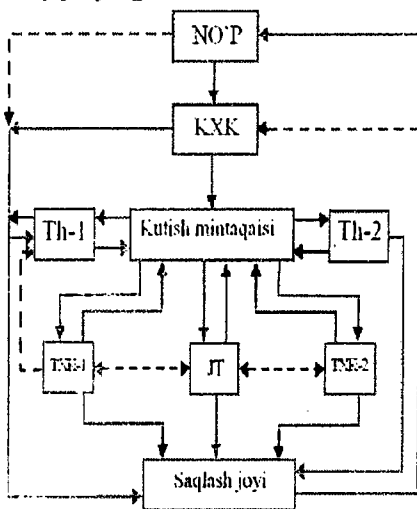 NO'P
KXK
Th-1
Kutish mintaqaisi
Th-2
JT
Saqlash joyi